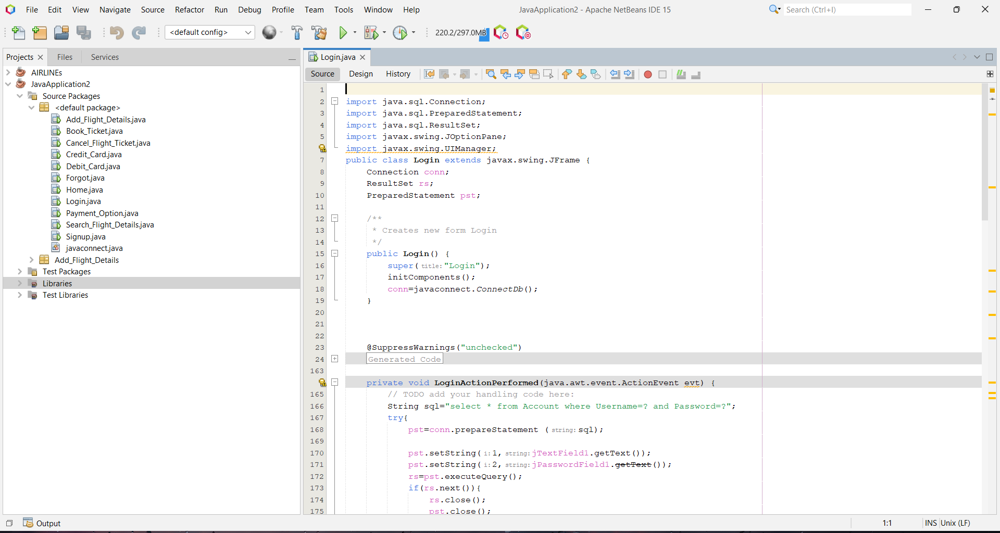 File Edit View Navigate Source Refactor Run Debug Profile Team Tools Window Help
JavaApplication2 - Apache NetBeans IDE 15
Search (Ctrl+I)
<default config>
220.2/297.0MB
Projects Files Services
AIRLINEs
JavaApplication2
Source Packages
<default package>
Add_Flight_Details.java
Book_Ticket.java
Cancel_Flight_Ticket.java
Credit_Card.java
Debit_Card.java
Forgot.java
Home.java
Login.java
Payment_Option.java
Search_Flight_Details.java
Signup.java
javaconnect.java
Add_Flight_Details
Test Packages
Libraries
Test Libraries
Login.java
Source Design History
1
2 import java.sql.Connection;
3 import java.sql.PreparedStatement;
4 import java.sql.ResultSet;
5 import javax.swing.JOptionPane;
import javax.swing.UIManager;
7 public class Login extends javax.swing.JFrame {
8 Connection conn;
9 ResultSet rs;
10 PreparedStatement pst;
11
12 /**
13 * Creates new form Login
14 */
15 public Login() {
16 super( title: "Login");
17 initComponents();
18 conn=javaconnect.ConnectDb();
19 }
20
21
22
23 @SuppressWarnings("unchecked")
24 Generated Code
163
private void LoginActionPerformed(java.awt.event.ActionEvent evt) {
165 // TODO add your handling code here:
166 String sql="select * from Account where Username=? and Password=?";
167 try{
168 pst=conn.prepareStatement ( string: sql);
169
170 pst.setString( i: 1, string: jTextField1.getText());
171 pst.setString( i: 2, string: jPasswordField1.getText());
172 rs=pst.executeQuery();
173 if(rs.next()){
174 rs.close();
175 pst.close();
Output
1:1 INS Unix (LF)